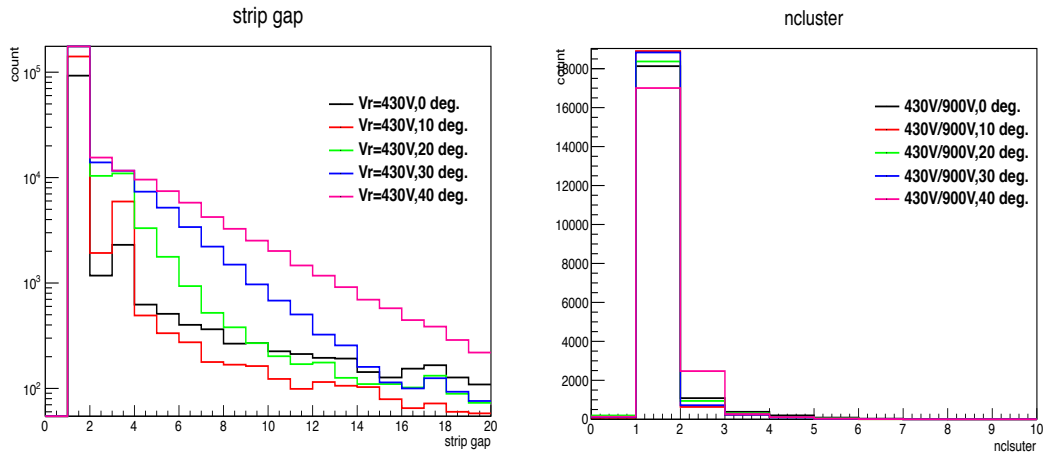 strip gap
count
10^5
10^4
10^3
10^2
Vr=430V,0 deg.
Vr=430V,10 deg.
Vr=430V,20 deg.
Vr=430V,30 deg.
Vr=430V,40 deg.
0 2 4 6 8 10 12 14 16 18 20
strip gap
ncluster
count
18000
16000
14000
12000
10000
8000
6000
4000
2000
0
430V/900V,0 deg.
430V/900V,10 deg.
430V/900V,20 deg.
430V/900V,30 deg.
430V/900V,40 deg.
0 1 2 3 4 5 6 7 8 9 10
nclsuter